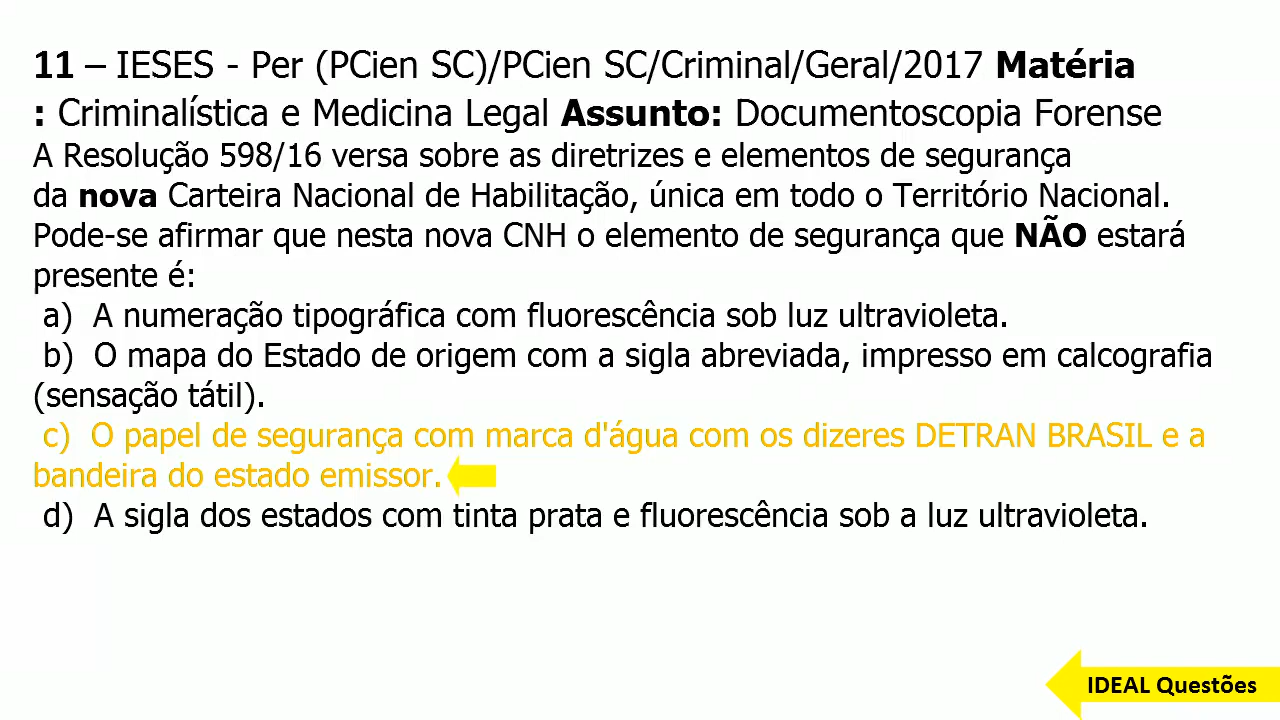 11 – IESES - Per (PCien SC)/PCien SC/Criminal/Geral/2017 Matéria
: Criminalística e Medicina Legal Assunto: Documentoscopia Forense
A Resolução 598/16 versa sobre as diretrizes e elementos de segurança
da nova Carteira Nacional de Habilitação, única em todo o Território Nacional.
Pode-se afirmar que nesta nova CNH o elemento de segurança que NÃO estará
presente é:
a) A numeração tipográfica com fluorescência sob luz ultravioleta.
b) O mapa do Estado de origem com a sigla abreviada, impresso em calcografia
(sensação tátil).
c) O papel de segurança com marca d'água com os dizeres DETRAN BRASIL e a
bandeira do estado emissor.
d) A sigla dos estados com tinta prata e fluorescência sob a luz ultravioleta.
IDEAL Questões